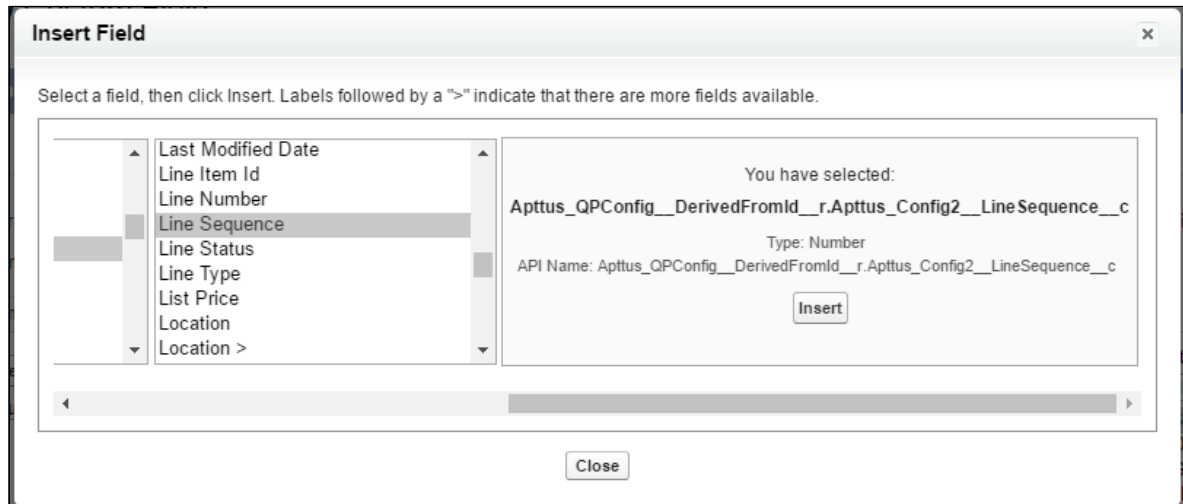 Insert Field
Select a field, then click Insert. Labels followed by a ">" indicate that there are more fields available.
Last Modified Date
Line Item Id
Line Number
Line Sequence
Line Status
Line Type
List Price
Location
Location >
You have selected:
Apttus_QPConfig__DerivedFromId__r.Apttus_Config2__LineSequence__c
Type: Number
API Name: Apttus_QPConfig__DerivedFromId__r.Apttus_Config2__LineSequence__c
Insert
Close